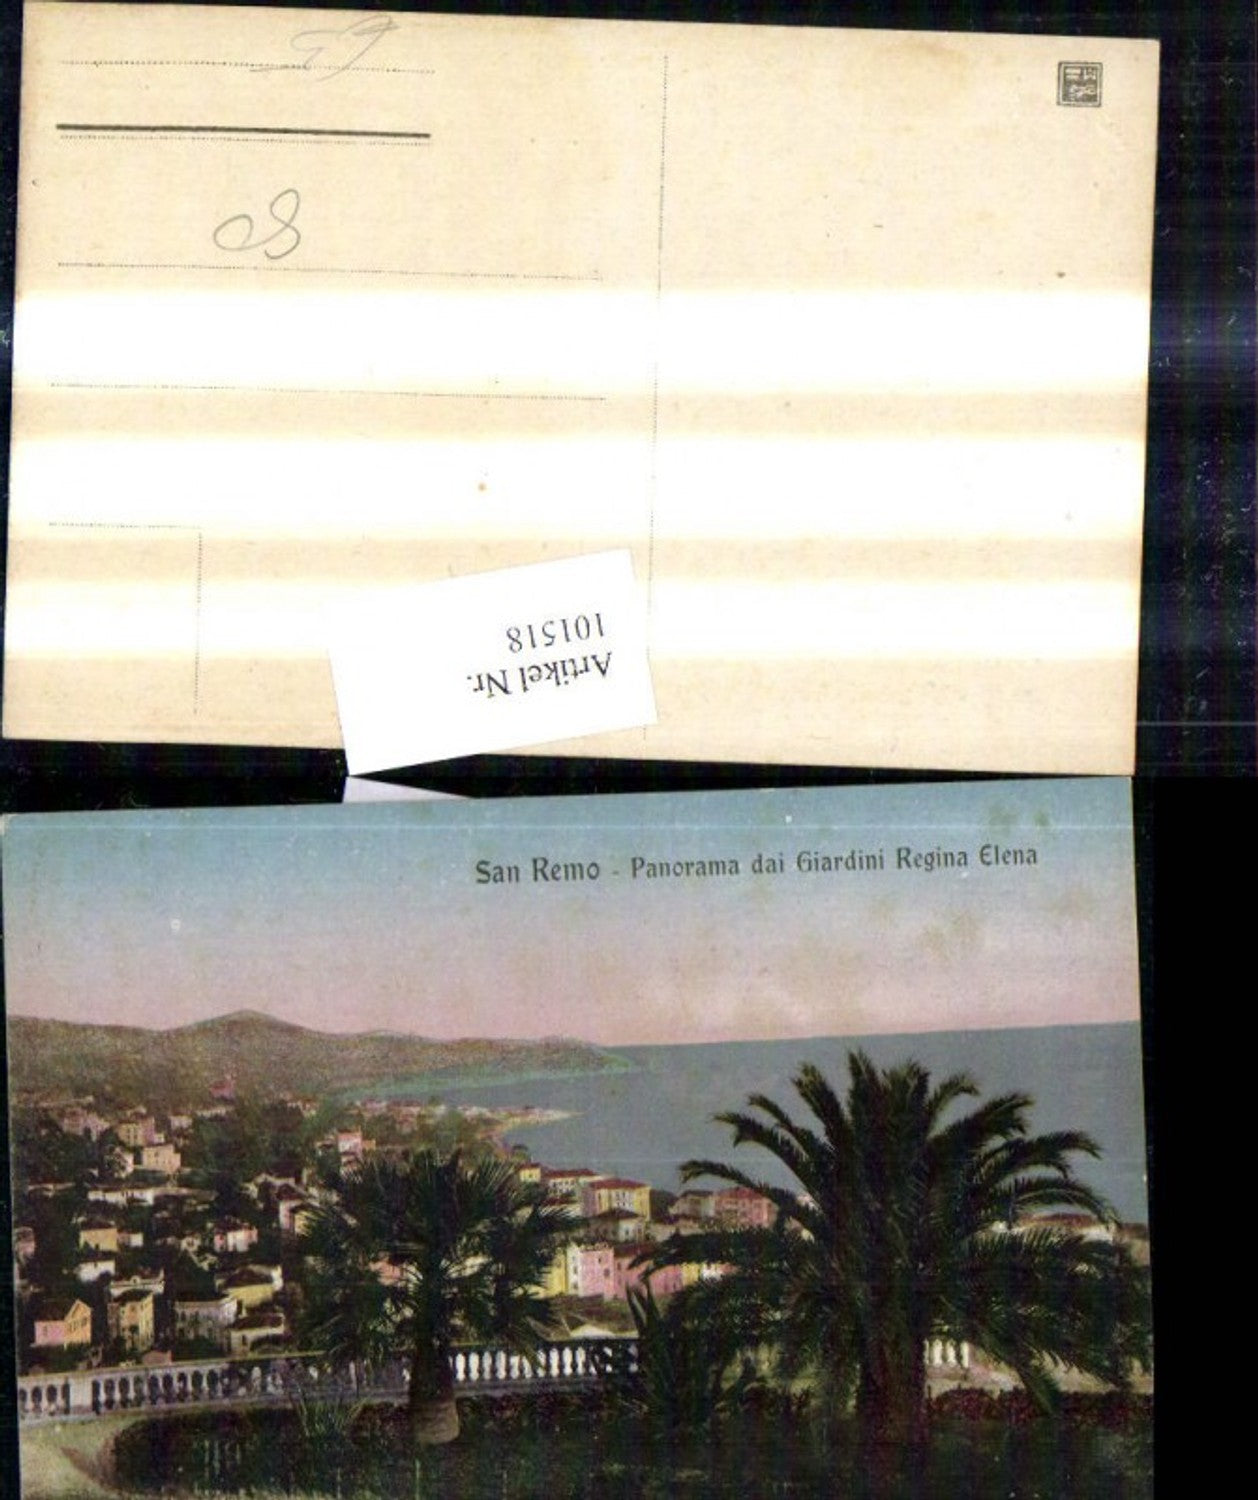 Artikel Nr.
101518
San Remo - Panorama dai Giardini Regina Elena